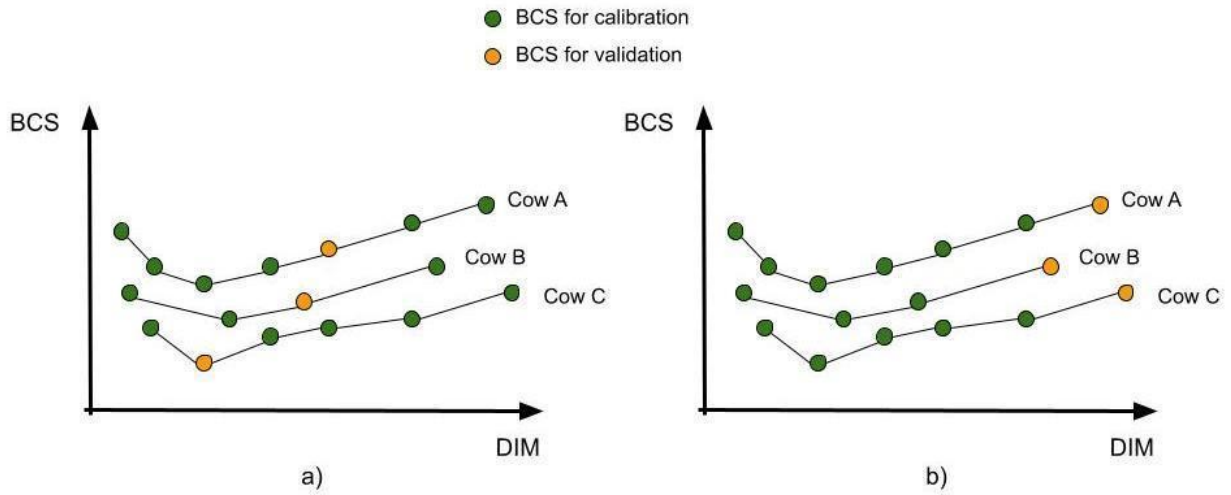 BCS for calibration
BCS for validation
BCS
Cow A
Cow B
Cow C
DIM
a)
BCS
Cow A
Cow B
Cow C
DIM
b)